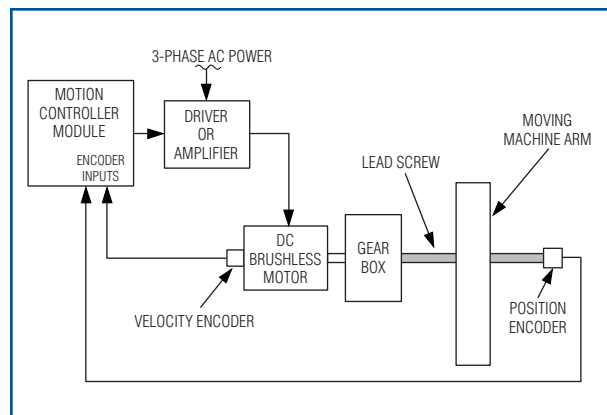 3-PHASE AC POWER
MOTION
CONTROLLER
MODULE
ENCODER
INPUTS
DRIVER
OR
AMPLIFIER
MOVING
MACHINE ARM
LEAD SCREW
DC
BRUSHLESS
MOTOR
GEAR
BOX
VELOCITY ENCODER
POSITION
ENCODER